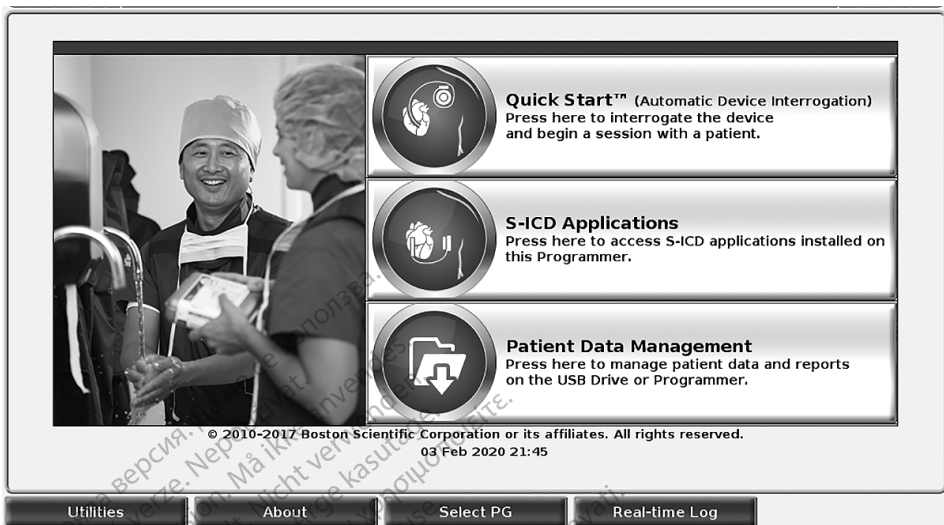 Quick Start™ (Automatic Device Interrogation)
Press here to interrogate the device
and begin a session with a patient.
S-ICD Applications
Press here to access S-ICD applications installed on
this Programmer.
Patient Data Management
Press here to manage patient data and reports
on the USB Drive or Programmer.
© 2010-2017 Boston Scientific Corporation or its affiliates. All rights reserved.
03 Feb 2020 21:45
Utilities
About
Select PG
Real-time Log